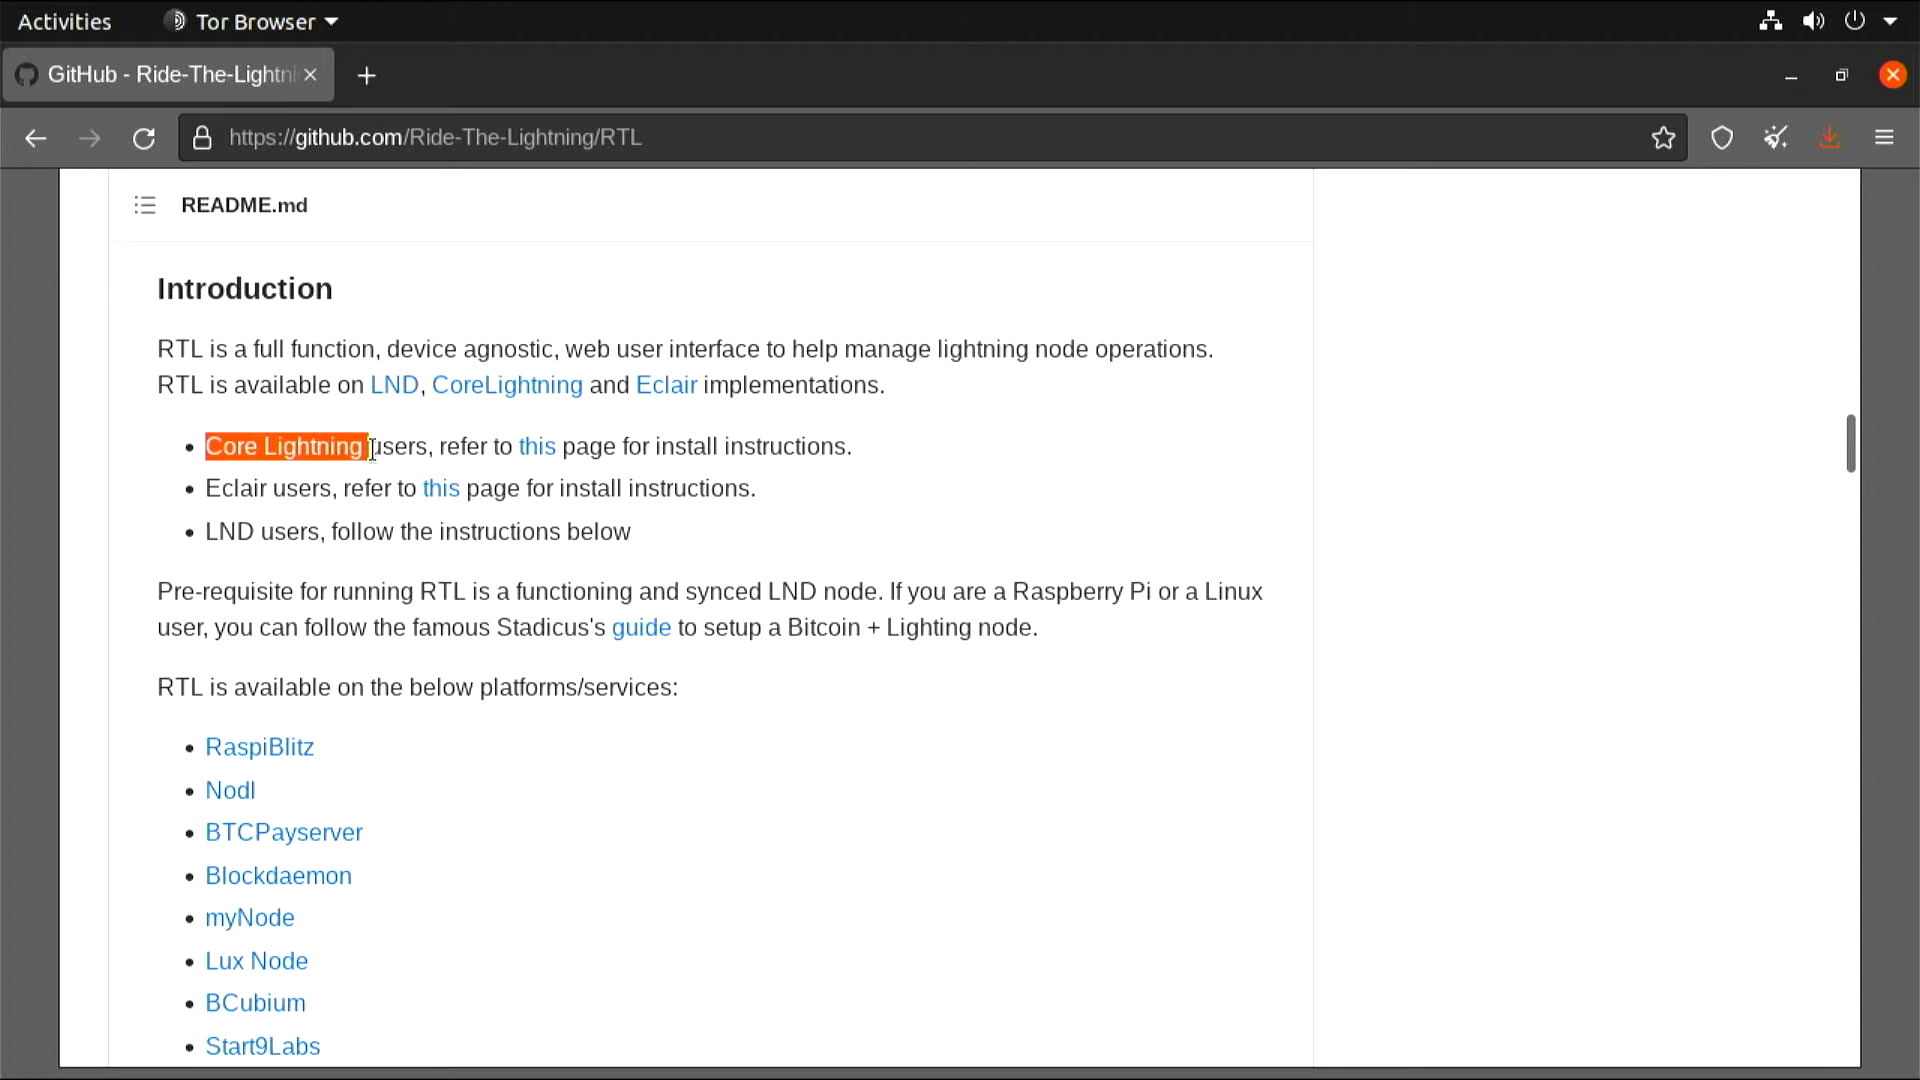 Activities
Tor Browser
GitHub - Ride-The-Lightni
https://github.com/Ride-The-Lightning/RTL
README.md
Introduction
RTL is a full function, device agnostic, web user interface to help manage lightning node operations.
RTL is available on LND, CoreLightning and Eclair implementations.
Core Lightning users, refer to this page for install instructions.
Eclair users, refer to this page for install instructions.
LND users, follow the instructions below
Pre-requisite for running RTL is a functioning and synced LND node. If you are a Raspberry Pi or a Linux
user, you can follow the famous Stadicus's guide to setup a Bitcoin + Lighting node.
RTL is available on the below platforms/services:
RaspiBlitz
Nodl
BTCPayserver
Blockdaemon
myNode
Lux Node
BCubium
Start9Labs